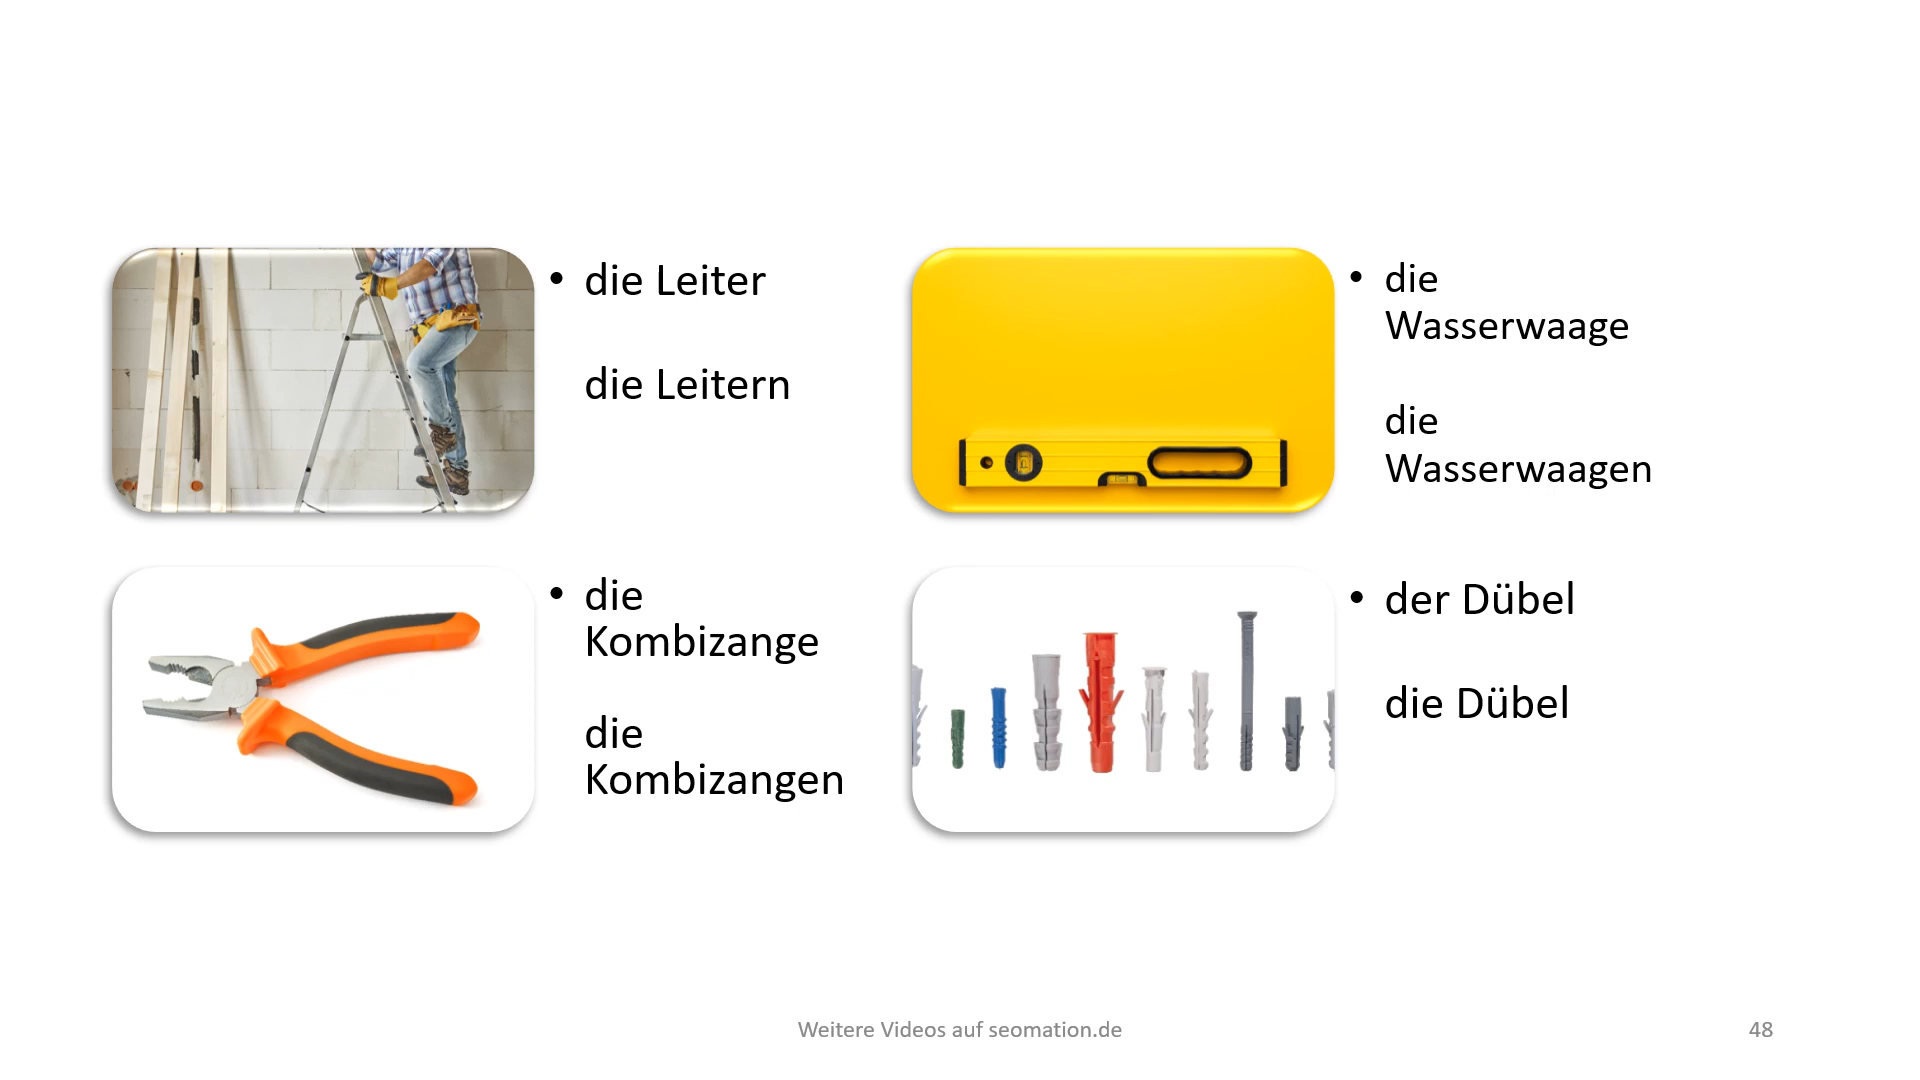 • die Leiter
die Leitern
• die
Wasserwaage
die
Wasserwaagen
• die
Kombizange
die
Kombizangen
• der Dübel
die Dübel
Weitere Videos auf seomation.de
48